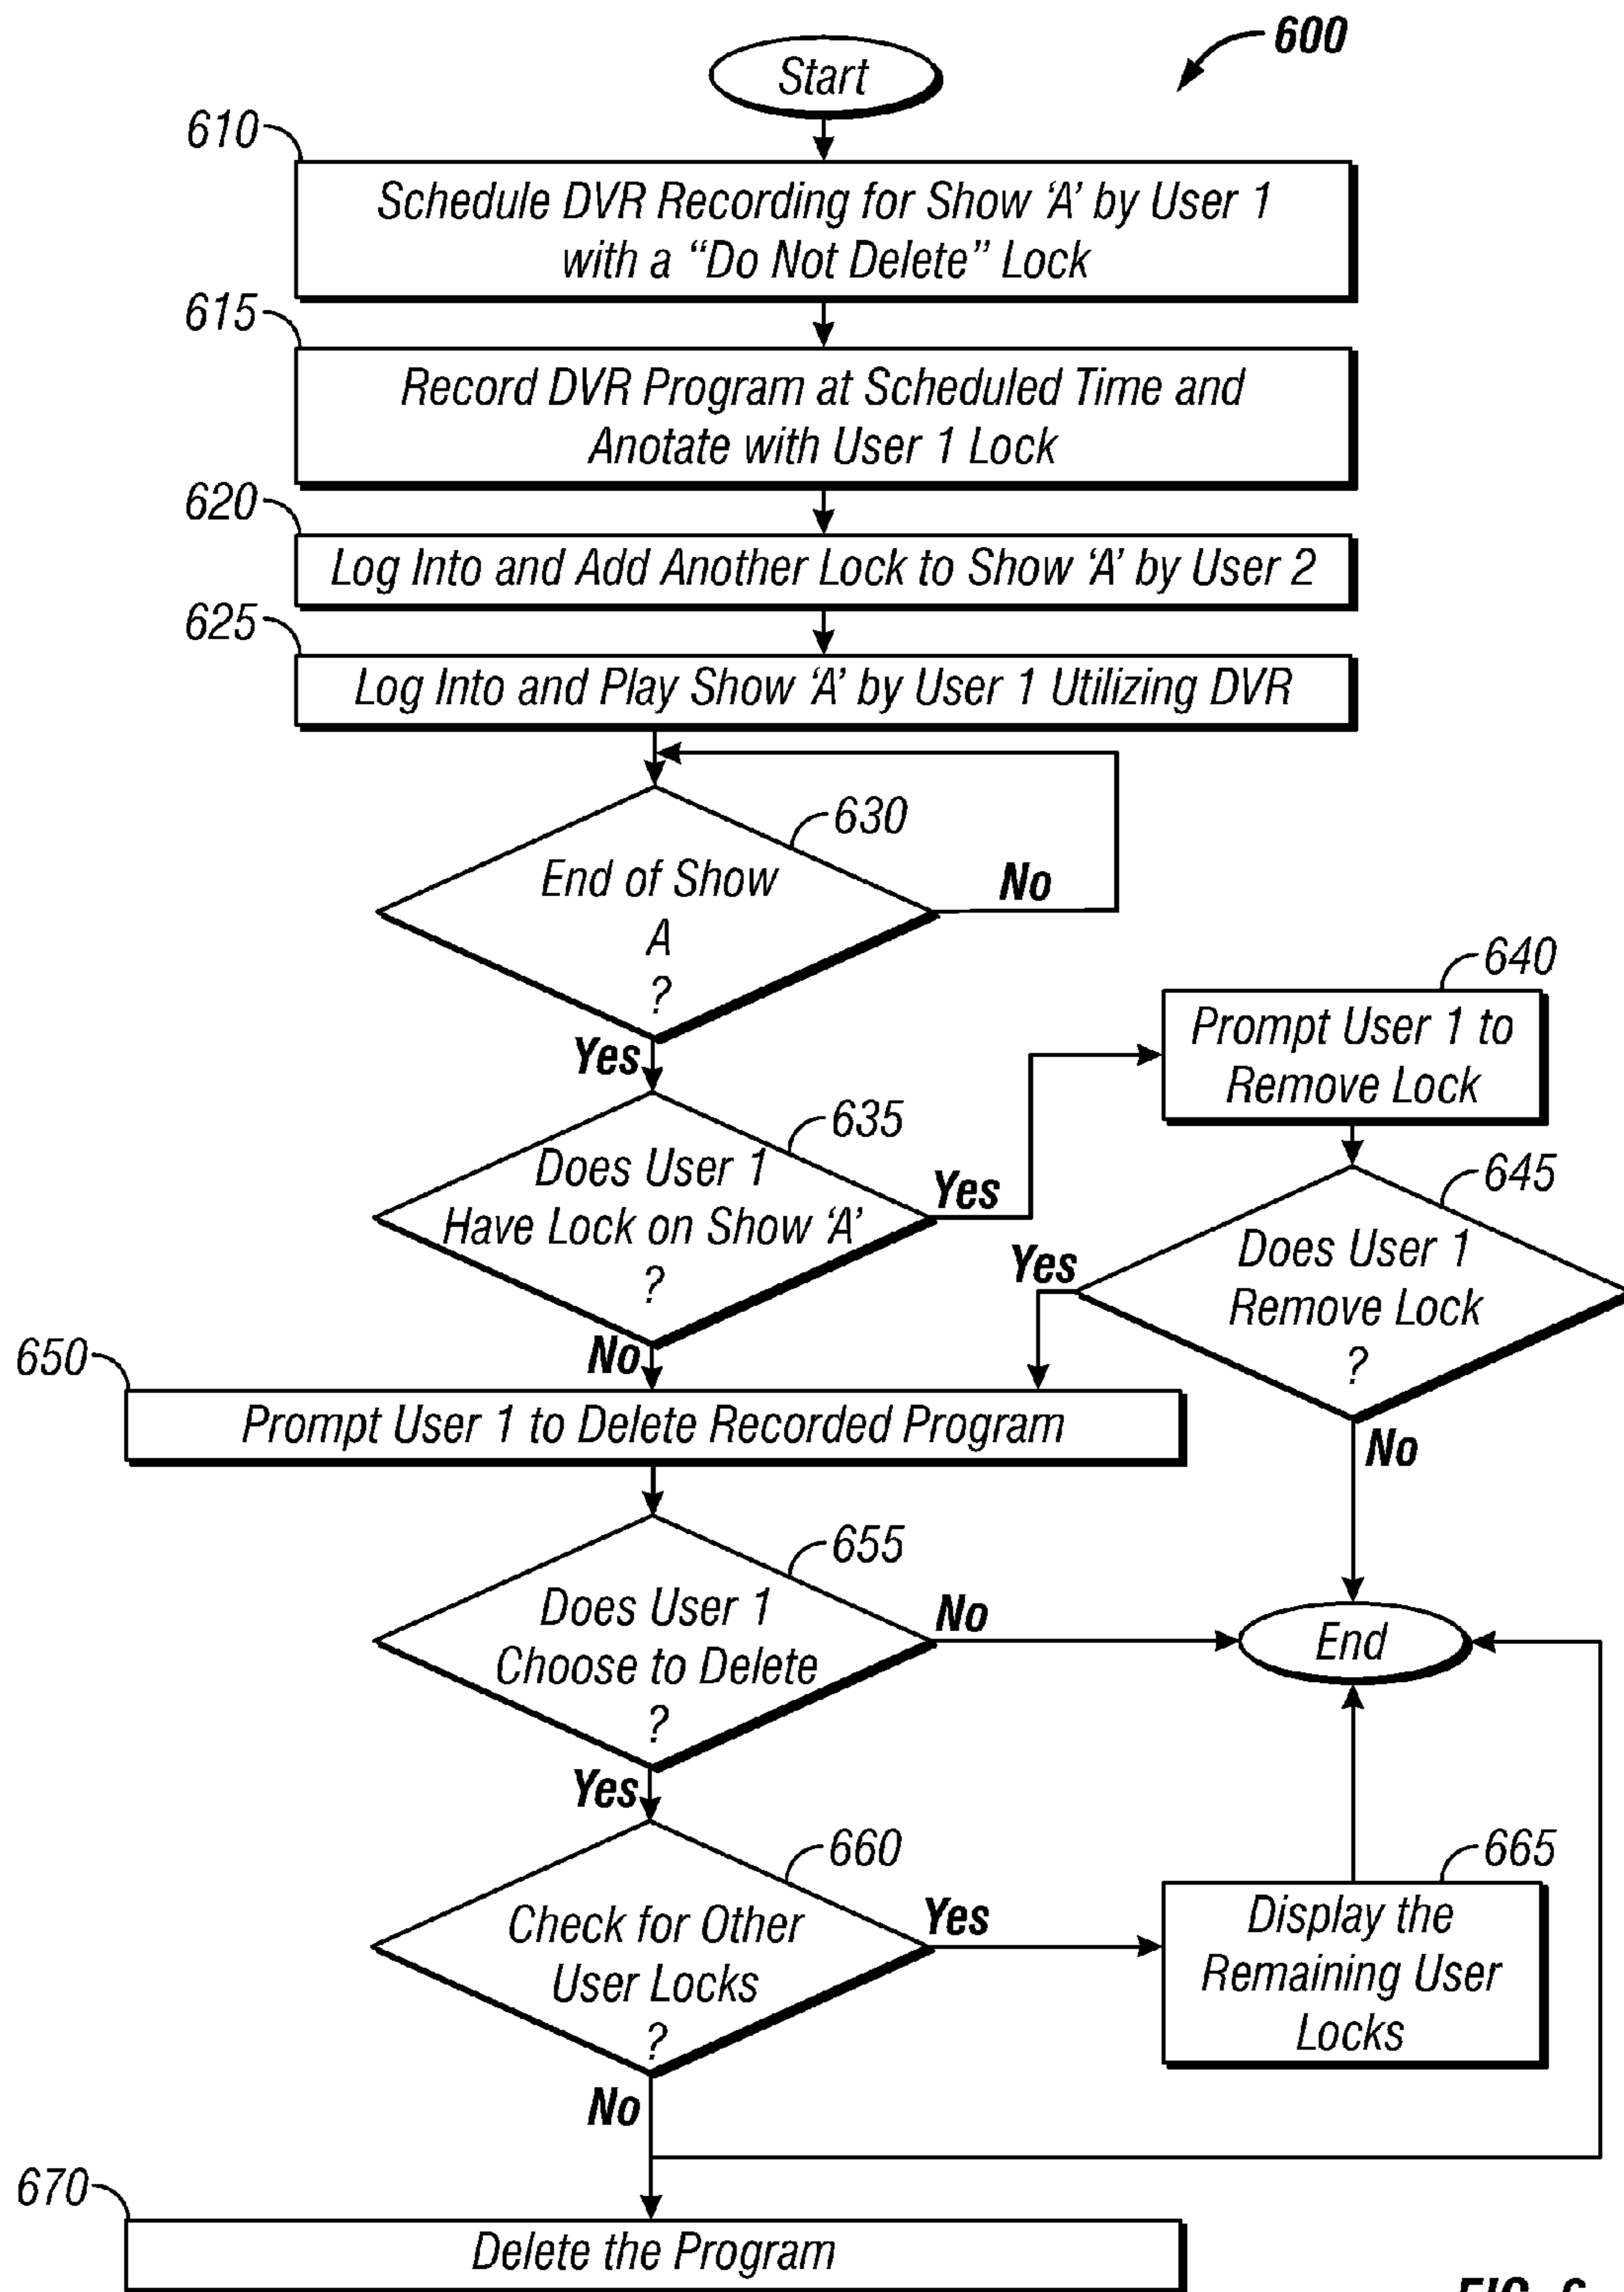 600
Start
610
Schedule DVR Recording for Show ‘A’ by User 1
with a “Do Not Delete” Lock
615
Record DVR Program at Scheduled Time and
Anotate with User 1 Lock
620
Log Into and Add Another Lock to Show ‘A’ by User 2
625
Log Into and Play Show ‘A’ by User 1 Utilizing DVR
630
End of Show
A
?
No
Yes
640
Prompt User 1 to
Remove Lock
635
Does User 1
Have Lock on Show ‘A’
?
Yes
No
645
Does User 1
Remove Lock
?
Yes
No
650
Prompt User 1 to Delete Recorded Program
655
Does User 1
Choose to Delete
?
No
Yes
End
660
Check for Other
User Locks
?
Yes
No
665
Display the
Remaining User
Locks
670
Delete the Program
FIG. 6